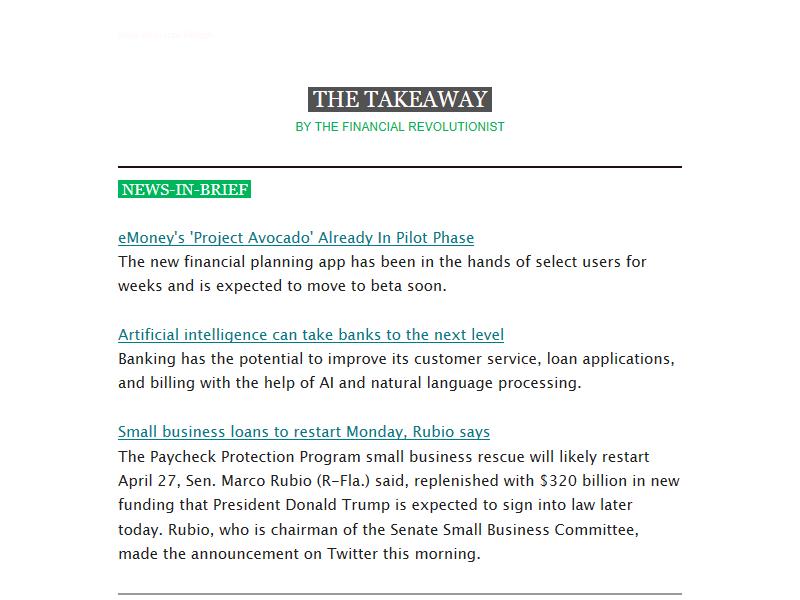 THE TAKEAWAY
BY THE FINANCIAL REVOLUTIONIST
NEWS-IN-BRIEF
eMoney's 'Project Avocado' Already In Pilot Phase
The new financial planning app has been in the hands of select users for
weeks and is expected to move to beta soon.
Artificial intelligence can take banks to the next level
Banking has the potential to improve its customer service, loan applications,
and billing with the help of AI and natural language processing.
Small business loans to restart Monday, Rubio says
The Paycheck Protection Program small business rescue will likely restart
April 27, Sen. Marco Rubio (R-Fla.) said, replenished with $320 billion in new
funding that President Donald Trump is expected to sign into law later
today. Rubio, who is chairman of the Senate Small Business Committee,
made the announcement on Twitter this morning.